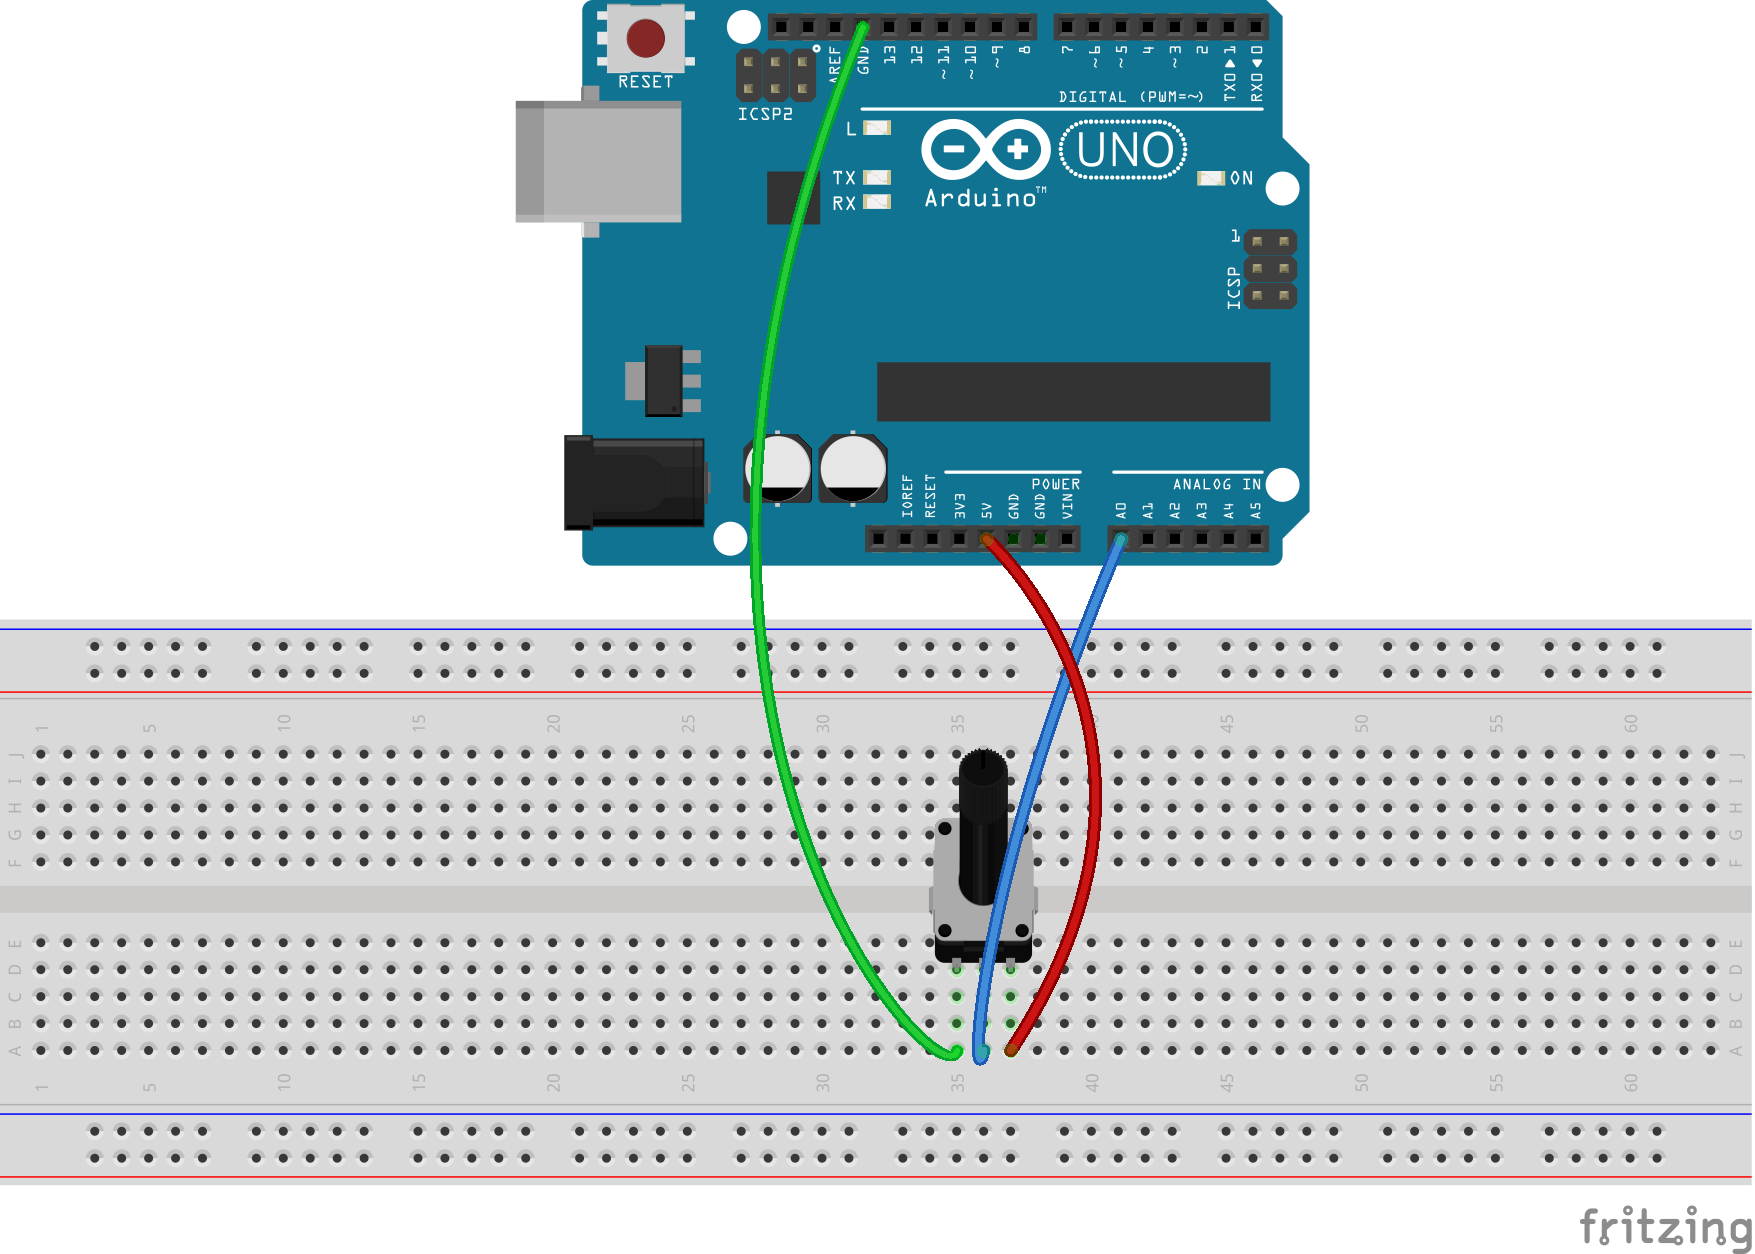 RESET
ICSP2
AREF
GND
13
12
~11
~10
~9
8
7
~6
~5
4
~3
2
TX0▶1
RX0◀0
DIGITAL (PWM=~)
L
TX
RX
UNO
Arduino™
ON
1
ICSP
IOREF
RESET
3V3
5V
GND
GND
VIN
POWER
A0
A1
A2
A3
A4
A5
ANALOG IN
1 5 10 15 20 25 30 35 40 45 50 55 60
J J
I I
H H
G G
F F
E E
D D
C C
B B
A A
1 5 10 15 20 25 30 35 40 45 50 55 60
fritzing